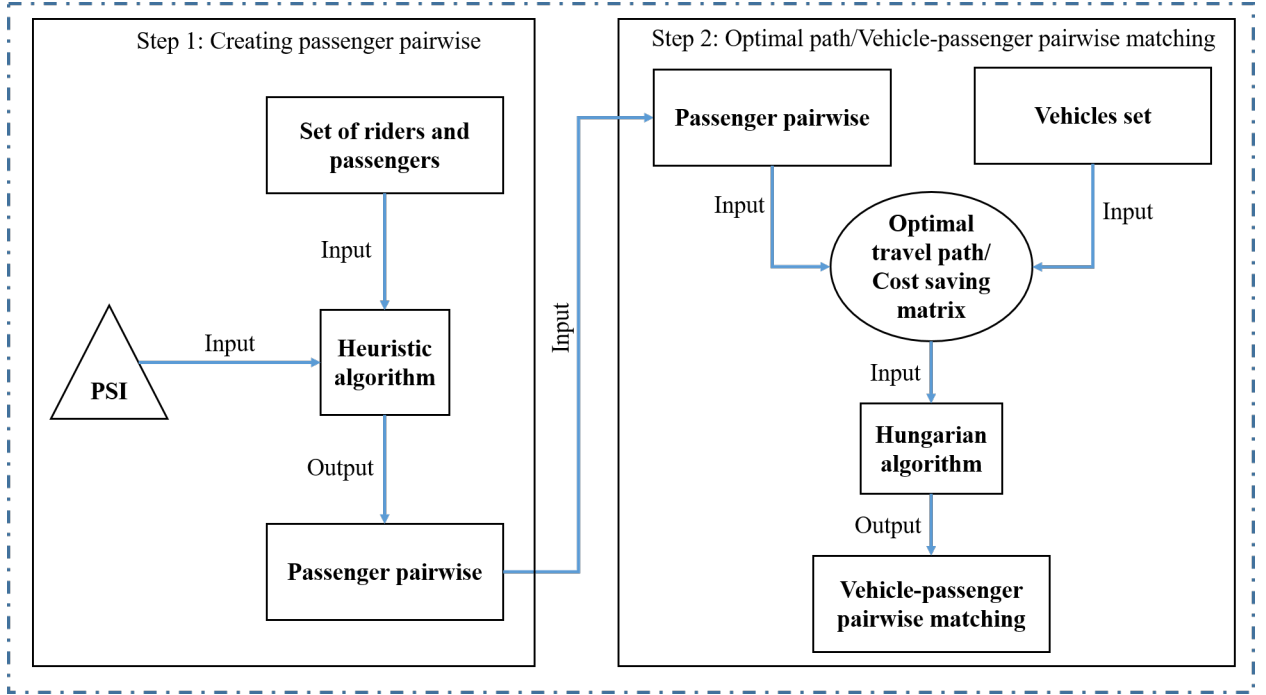 Step 1: Creating passenger pairwise
Set of riders and
passengers
Input
PSI
Input
Heuristic
algorithm
Output
Passenger pairwise
Input
Step 2: Optimal path/Vehicle-passenger pairwise matching
Passenger pairwise
Vehicles set
Input
Input
Optimal
travel path/
Cost saving
matrix
Input
Hungarian
algorithm
Output
Vehicle-passenger
pairwise matching